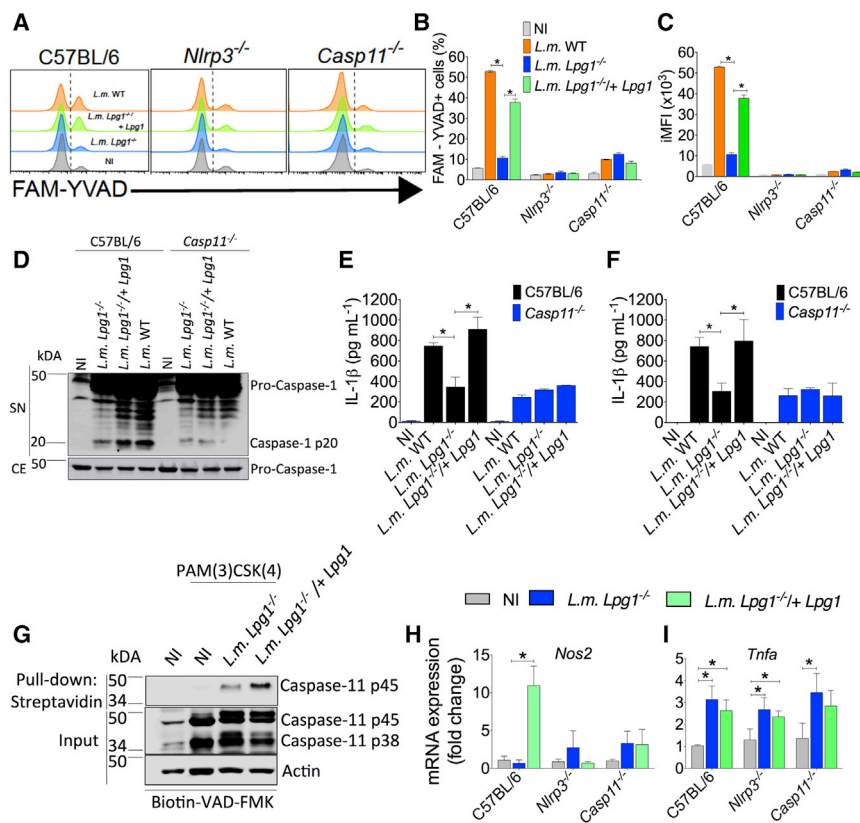 A
C57BL/6
Nlrp3-/-
Casp11-/-
L.m. WT
L.m. Lpg1-/-/
+ Lpg1
L.m. Lpg1-/-
NI
FAM-YVAD
B
NI
L.m. WT
L.m. Lpg1-/-
L.m. Lpg1-/-/+ Lpg1
FAM - YVAD+ cells (%)
80
70
60
50
40
30
20
10
0
*
*
C57BL/6
Nlrp3-/-
Casp11-/-
C
iMFI (x10³)
60
50
40
30
20
10
0
*
*
C57BL/6
Nlrp3-/-
Casp11-/-
D
C57BL/6
Casp11-/-
NI
L.m. Lpg1-/-
L.m. Lpg1-/-/+ Lpg1
L.m. WT
NI
L.m. Lpg1-/-
L.m. Lpg1-/-/+ Lpg1
L.m. WT
kDA
50
SN
20
CE
50
Pro-Caspase-1
Caspase-1 p20
Pro-Caspase-1
E
C57BL/6
Casp11-/-
IL-1β (pg mL-1)
1200
1000
800
600
400
200
0
*
*
NI
L.m. WT
L.m. Lpg1-/-
L.m. Lpg1-/-/+ Lpg1
NI
L.m. WT
L.m. Lpg1-/-
L.m. Lpg1-/-/+ Lpg1
F
C57BL/6
Casp11-/-
IL-1β (pg mL-1)
1200
1000
800
600
400
200
0
*
*
NI
L.m. WT
L.m. Lpg1-/-
L.m. Lpg1-/-/+ Lpg1
NI
L.m. WT
L.m. Lpg1-/-
L.m. Lpg1-/-/+ Lpg1
G
PAM(3)CSK(4)
NI
NI
L.m. Lpg1-/-
L.m. Lpg1-/- /+ Lpg1
kDA
Pull-down:
Streptavidin
50
34
Caspase-11 p45
Input
50
34
Caspase-11 p45
Caspase-11 p38
50
Actin
Biotin-VAD-FMK
NI
L.m. Lpg1-/-
L.m. Lpg1-/-/+ Lpg1
H
Nos2
mRNA expression
(fold change)
15
10
5
0
*
C57BL/6
Nlrp3-/-
Casp11-/-
I
Tnfa
5
4
3
2
1
0
*
*
*
*
*
C57BL/6
Nlrp3-/-
Casp11-/-